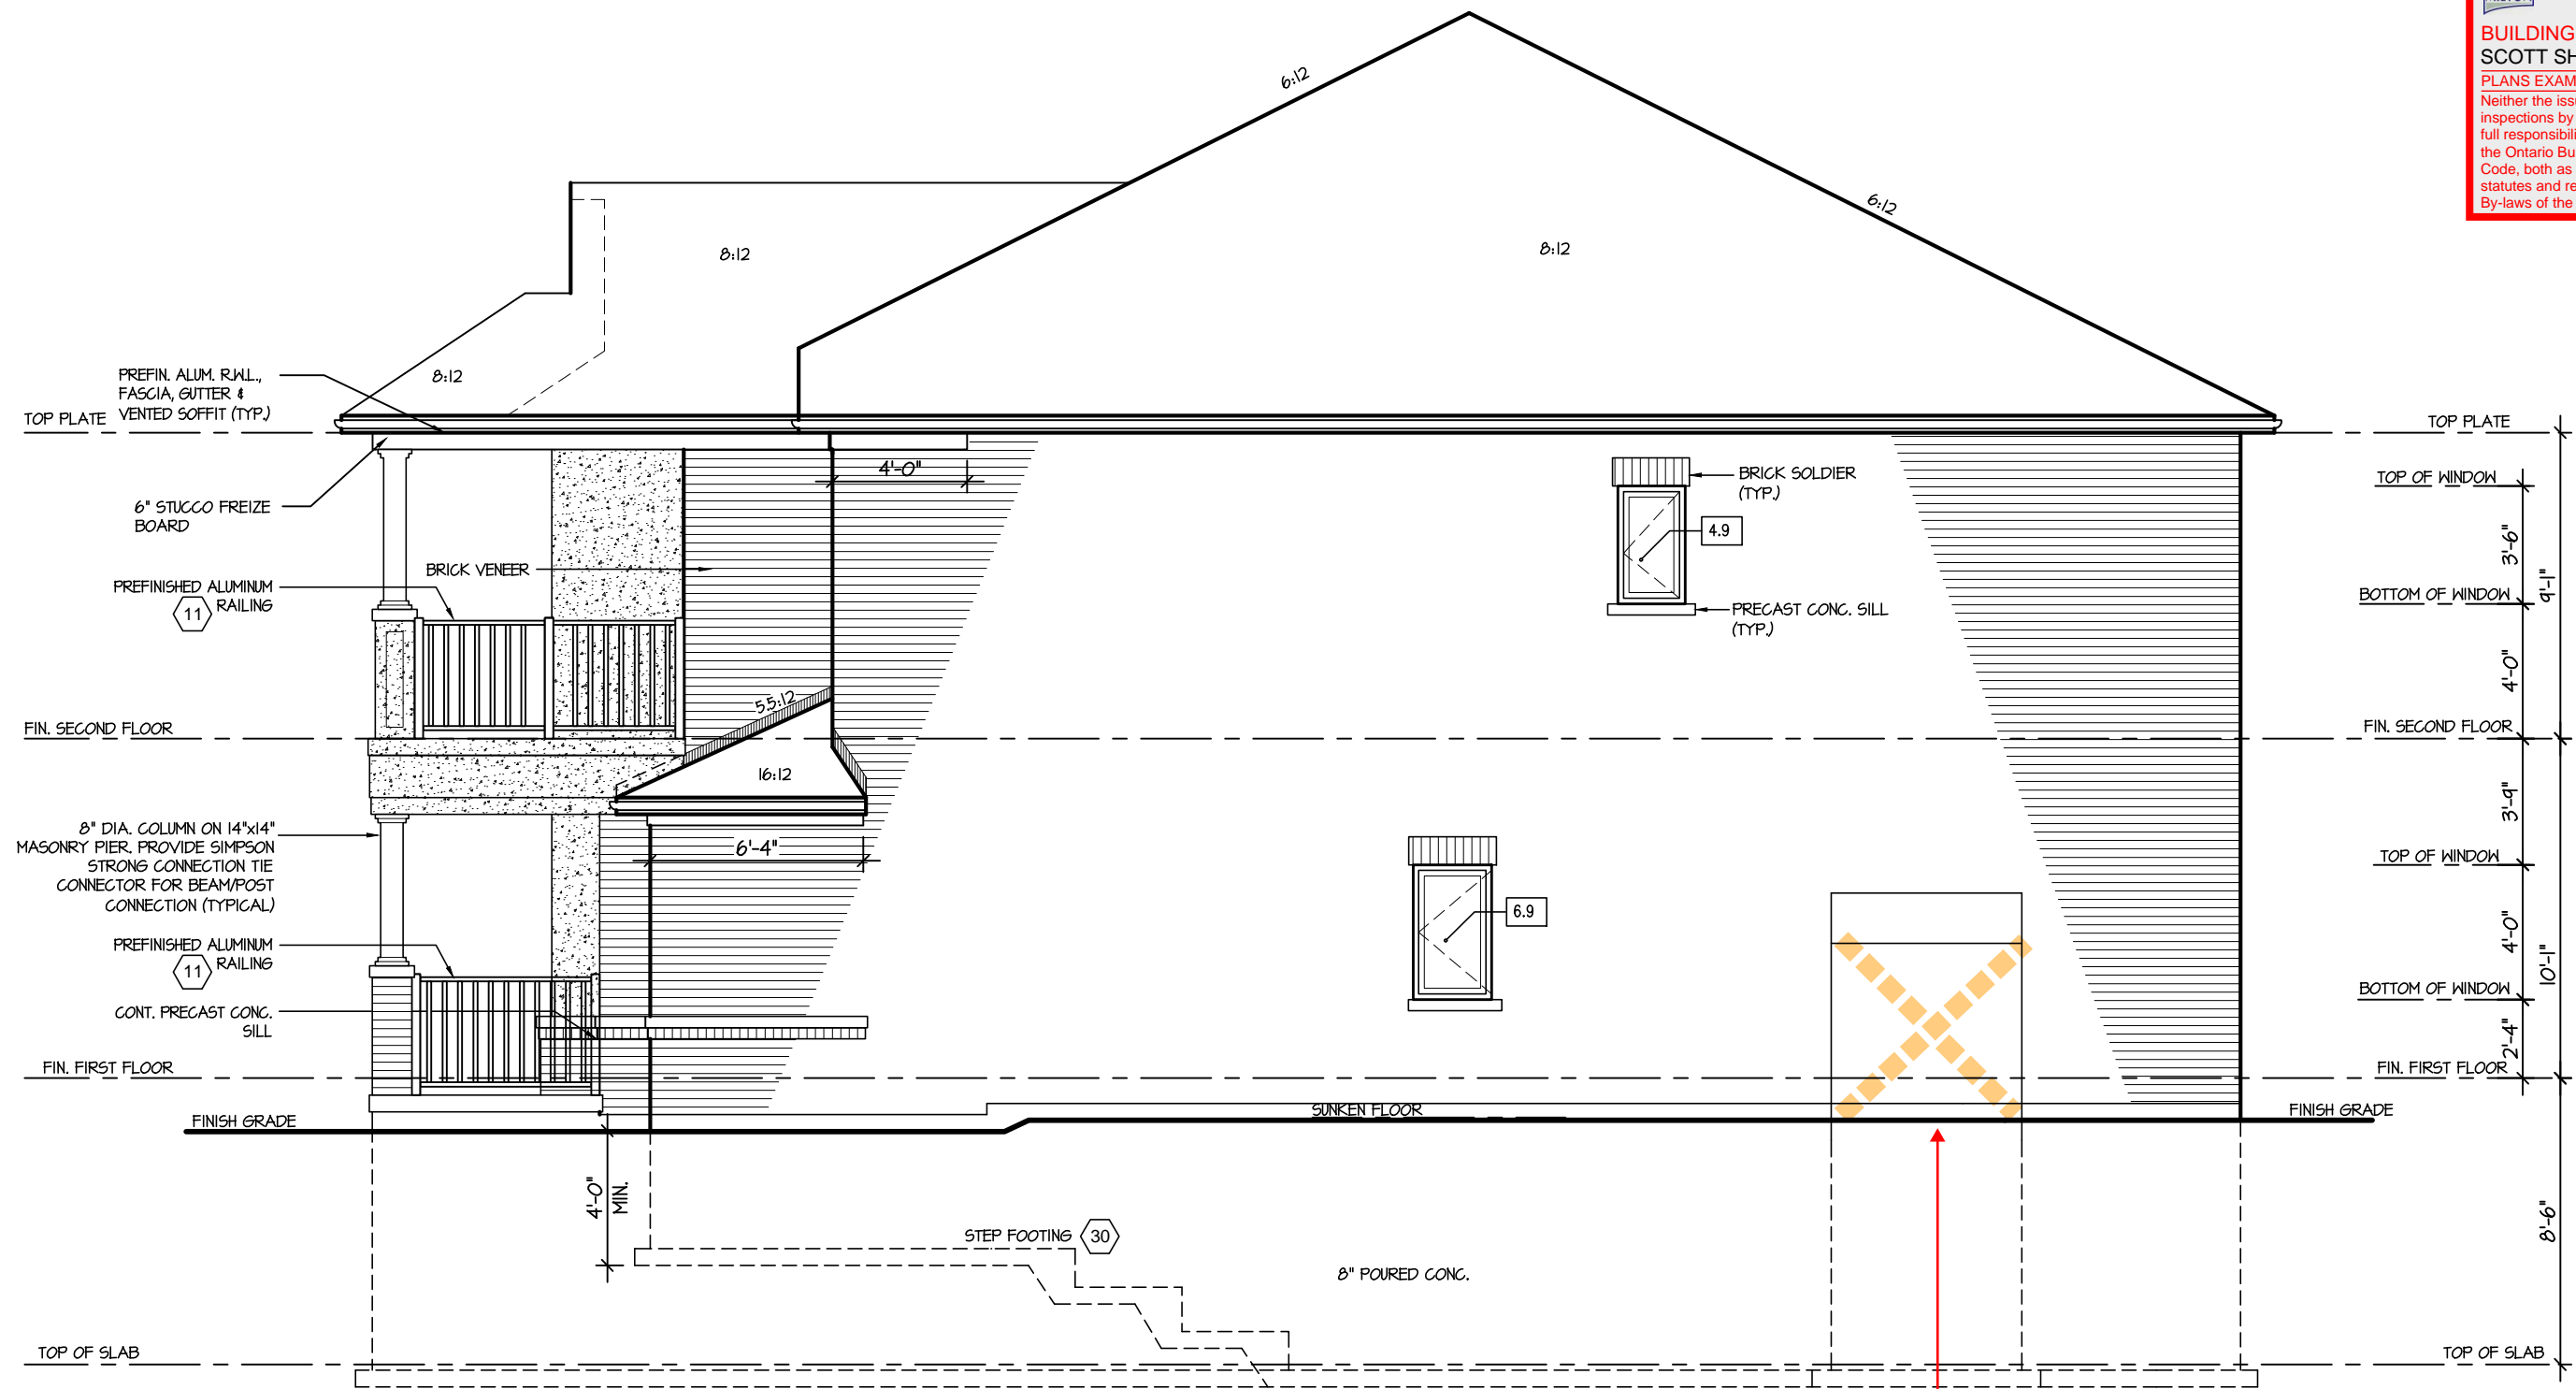 BUILDING
SCOTT SH
PLANS EXAM
Neither the iss
inspections by
full responsibili
the Ontario Bu
Code, both as
statutes and re
By-laws of the
6:12
6:12
8:12
8:12
8:12
PREFIN. ALUM. R.W.L.,
FASCIA, GUTTER &
VENTED SOFFIT (TYP.)
TOP PLATE
TOP PLATE
4'-0"
BRICK SOLDIER
(TYP.)
TOP OF WINDOW
6" STUCCO FREIZE
BOARD
4.9
3'-6"
9'-1"
BRICK VENEER
PREFINISHED ALUMINUM
RAILING
11
PRECAST CONC. SILL
(TYP.)
BOTTOM OF WINDOW
4'-0"
5.5:12
FIN. SECOND FLOOR
FIN. SECOND FLOOR
16:12
3'-9"
8" DIA. COLUMN ON 14"x14"
MASONRY PIER. PROVIDE SIMPSON
STRONG CONNECTION TIE
CONNECTOR FOR BEAM/POST
CONNECTION (TYPICAL)
6'-4"
TOP OF WINDOW
6.9
4'-0"
10'-1"
PREFINISHED ALUMINUM
RAILING
11
BOTTOM OF WINDOW
CONT. PRECAST CONC.
SILL
2'-4"
FIN. FIRST FLOOR
FIN. FIRST FLOOR
FINISH GRADE
SUNKEN FLOOR
FINISH GRADE
4'-0"
MIN.
STEP FOOTING
30
8'-6"
8" POURED CONC.
TOP OF SLAB
TOP OF SLAB